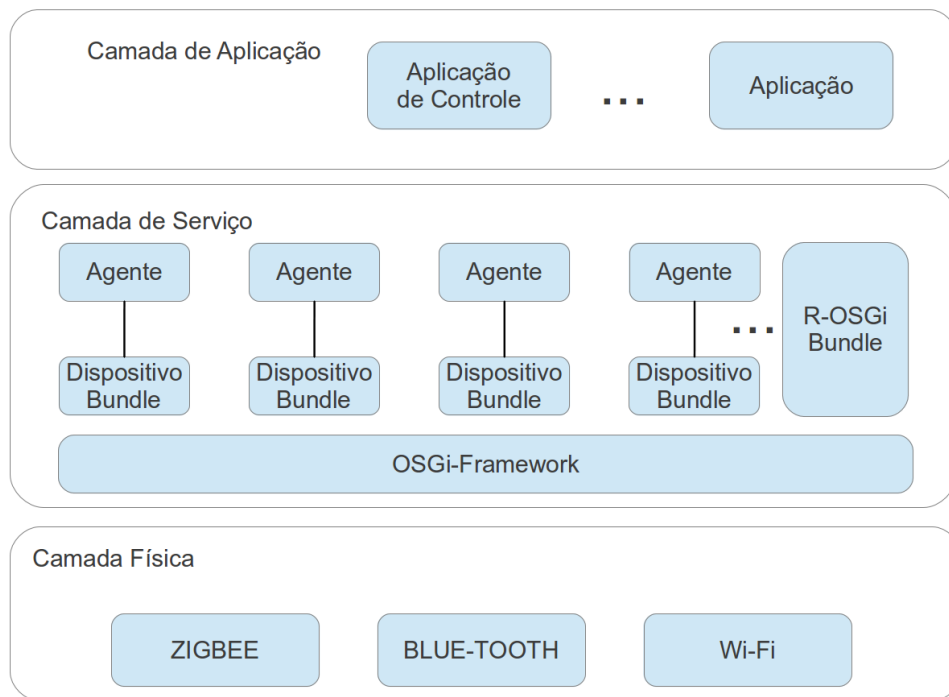 Camada de Aplicação
Aplicação
de Controle
...
Aplicação
Camada de Serviço
Agente
Agente
Agente
Agente
Dispositivo
Bundle
Dispositivo
Bundle
Dispositivo
Bundle
Dispositivo
Bundle
...
R-OSGi
Bundle
OSGi-Framework
Camada Física
ZIGBEE
BLUE-TOOTH
Wi-Fi